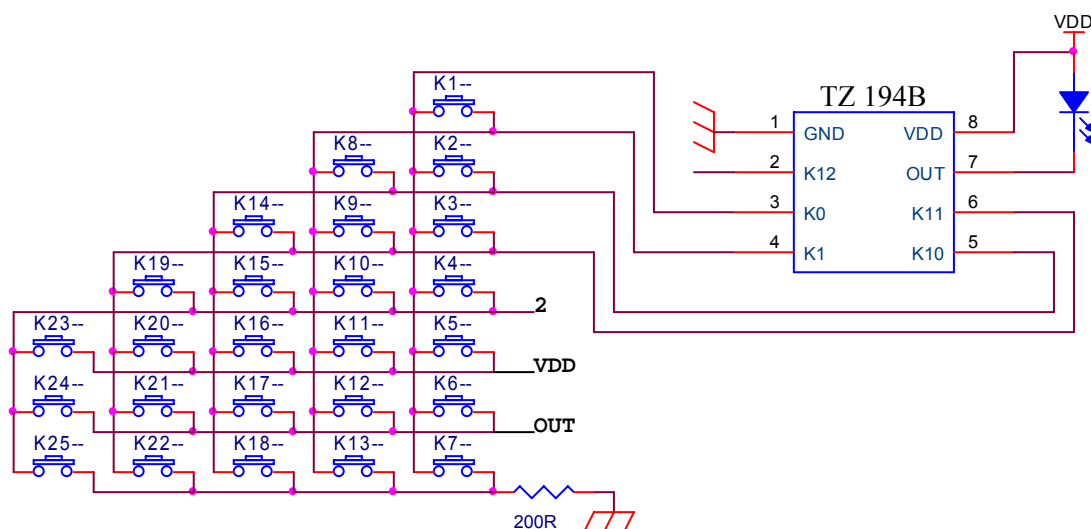 VDD
K1--
TZ 194B
1 GND VDD 8
K8-- K2--
2 K12 OUT 7
K14-- K9-- K3--
3 K0 K11 6
4 K1 K10 5
K19-- K15-- K10-- K4--
2
K23-- K20-- K16-- K11-- K5--
VDD
K24-- K21-- K17-- K12-- K6--
OUT
K25-- K22-- K18-- K13-- K7--
200R